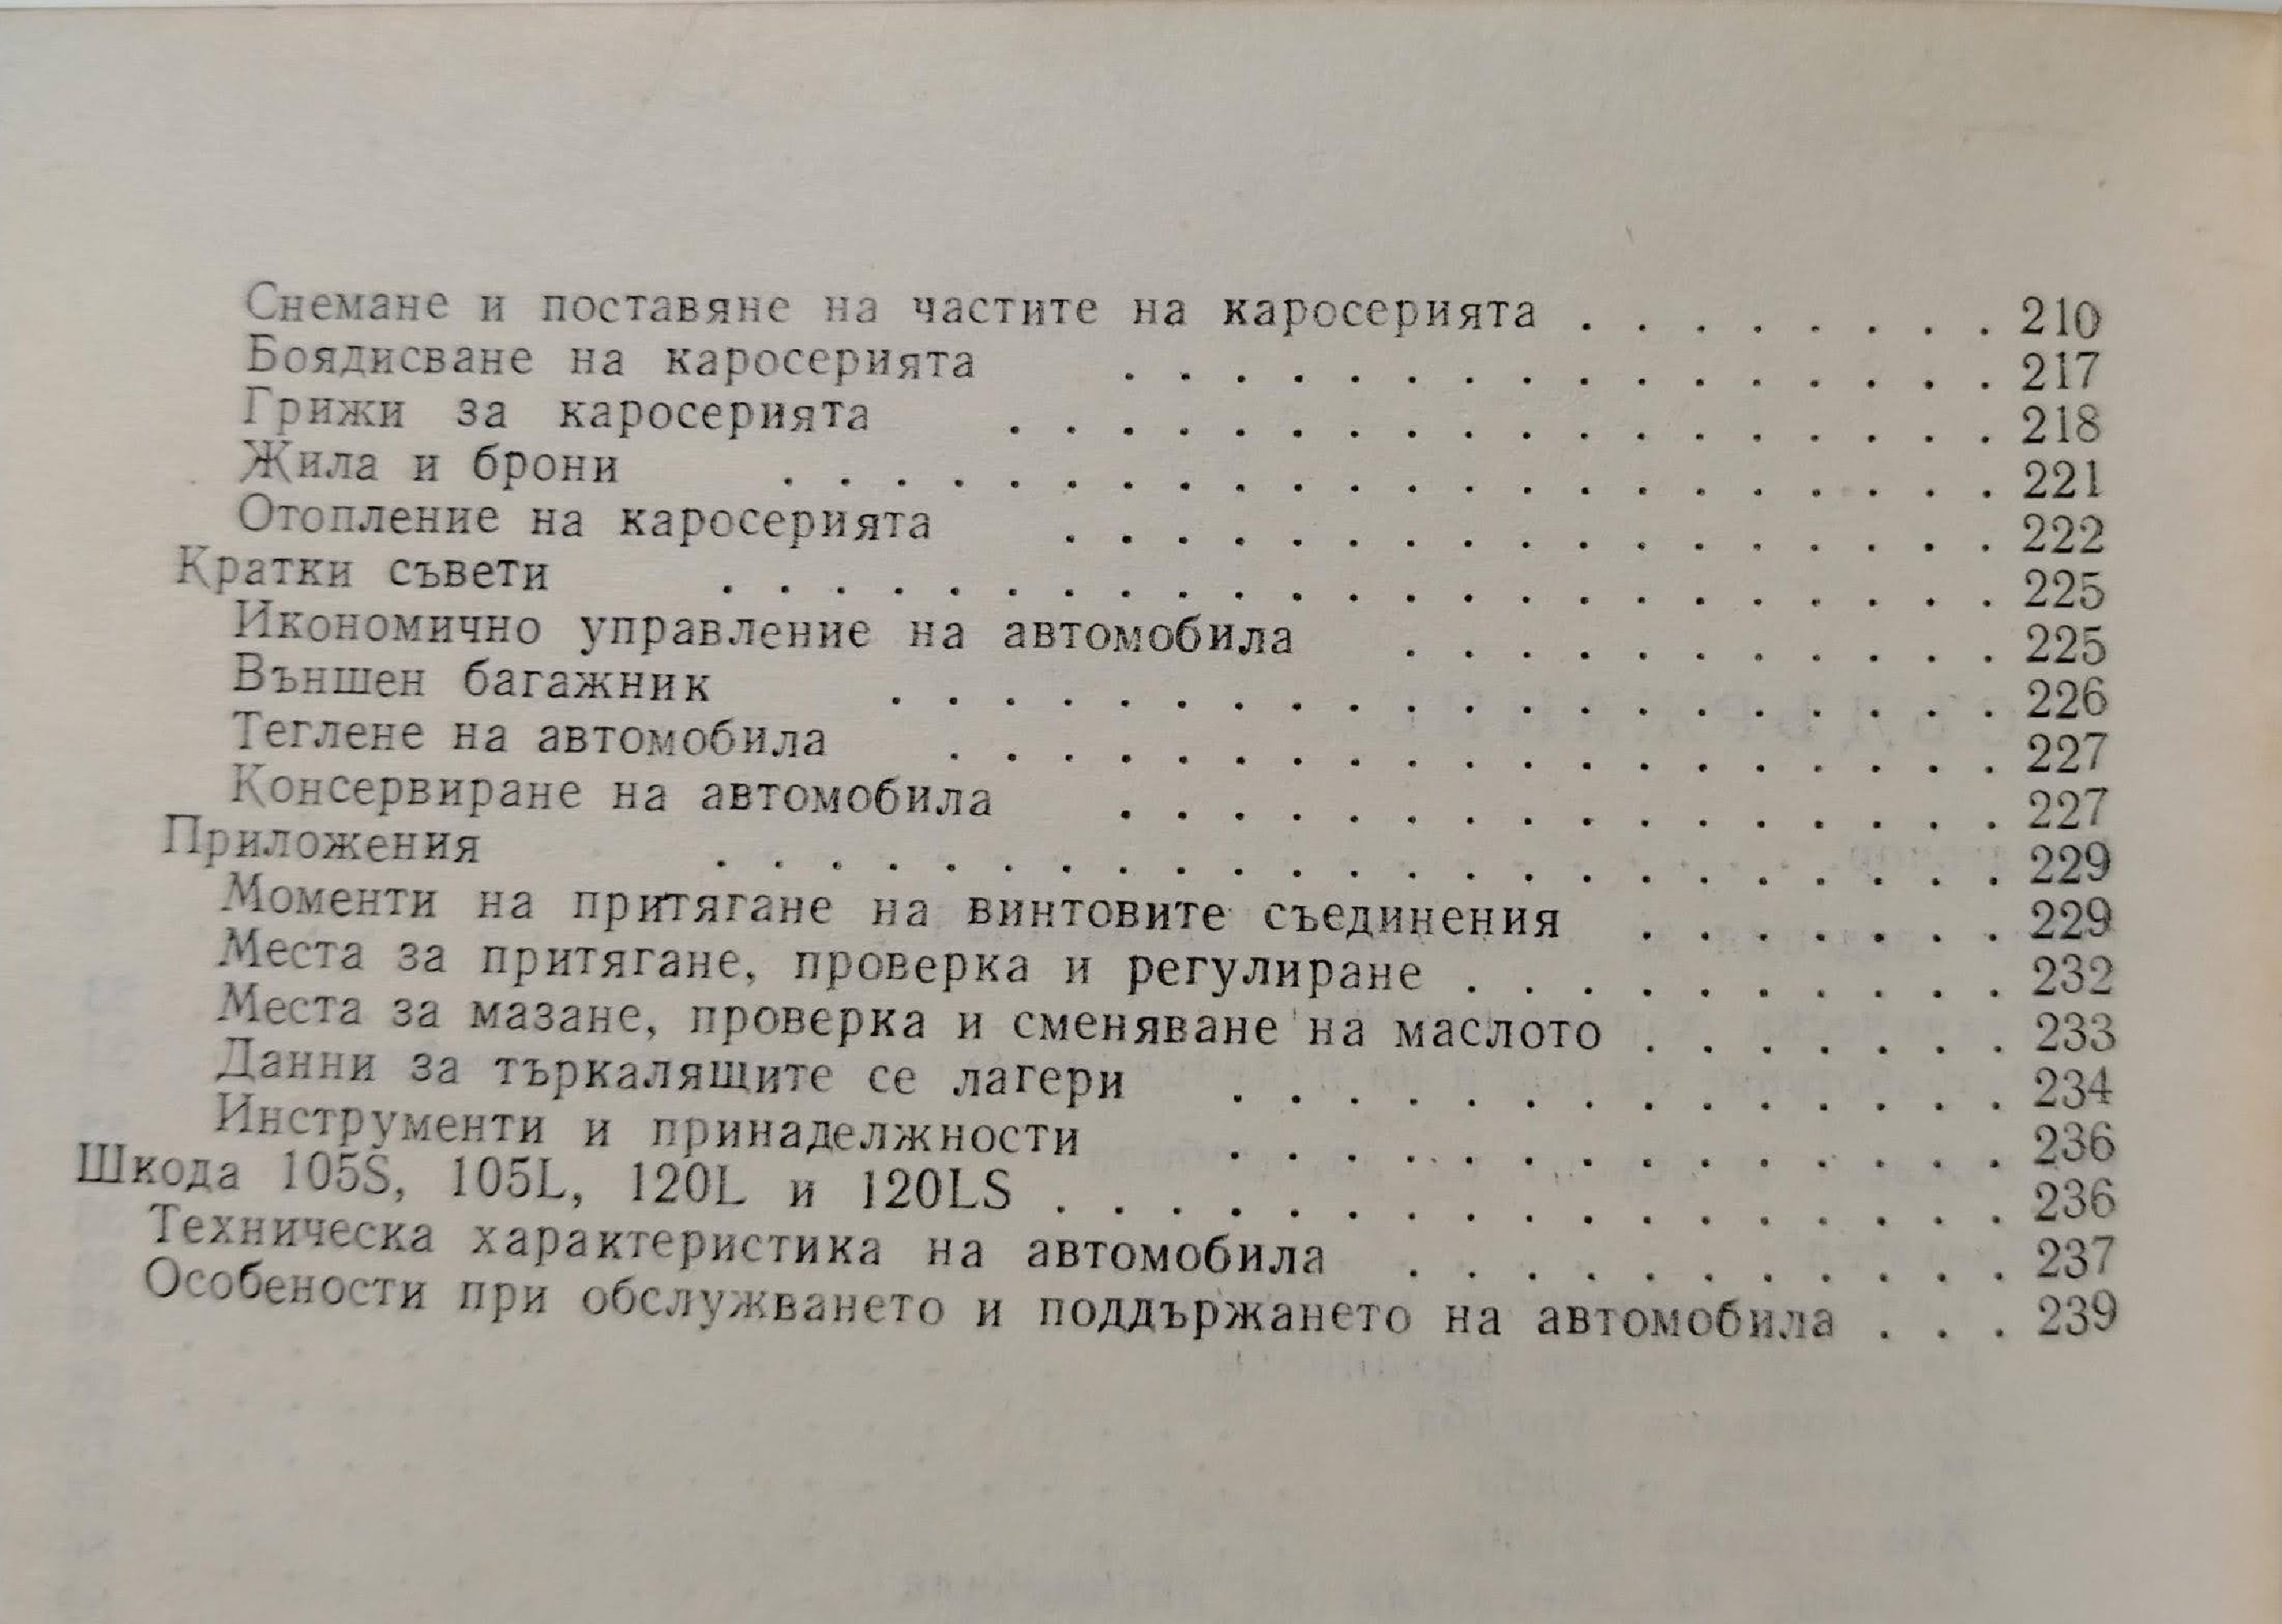 Снемане и поставяне на частите на каросерията . . . . . . . . 210
Боядисване на каросерията . . . . . . . . . . . . . . . . 217
Грижи за каросерията . . . . . . . . . . . . . . . . . . 218
Жила и брони . . . . . . . . . . . . . . . . . . . . . . 221
Отопление на каросерията . . . . . . . . . . . . . . . . . 222
Кратки съвети . . . . . . . . . . . . . . . . . . . . . . . 225
Икономично управление на автомобила . . . . . . . . . . . 225
Външен багажник . . . . . . . . . . . . . . . . . . . . 226
Теглене на автомобила . . . . . . . . . . . . . . . . . . . 227
Консервиране на автомобила . . . . . . . . . . . . . . . . 227
Приложения . . . . . . . . . . . . . . . . . . . . . . . 229
Моменти на притягане на винтовите съединения . . . . . . . 229
Места за притягане, проверка и регулиране . . . . . . . . . . 232
Места за мазане, проверка и сменяване на маслото . . . . . . . 233
Данни за търкалящите се лагери . . . . . . . . . . . . . . 234
Инструменти и принаделжности . . . . . . . . . . . . . . 236
Шкода 105S, 105L, 120L и 120LS . . . . . . . . . . . . . . . . . 236
Техническа характеристика на автомобила . . . . . . . . . . . 237
Особености при обслужването и поддържането на автомобила . . . 239